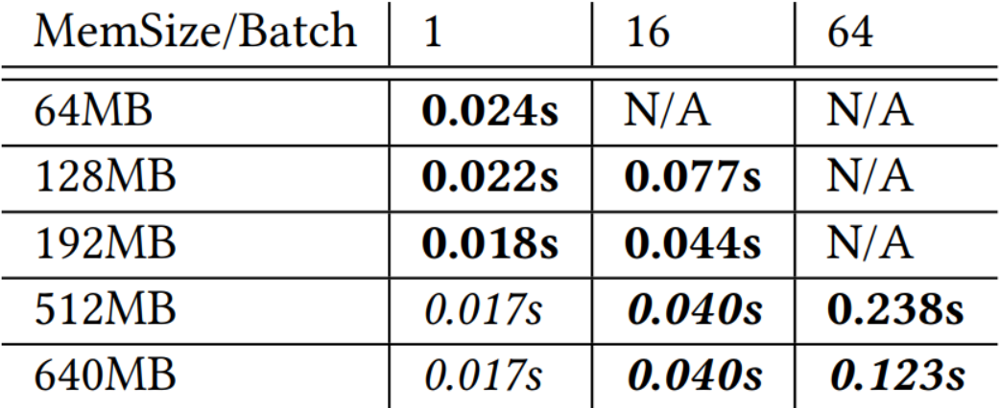 MemSize/Batch 1 16 64
64MB 0.024s N/A N/A
128MB 0.022s 0.077s N/A
192MB 0.018s 0.044s N/A
512MB 0.017s 0.040s 0.238s
640MB 0.017s 0.040s 0.123s